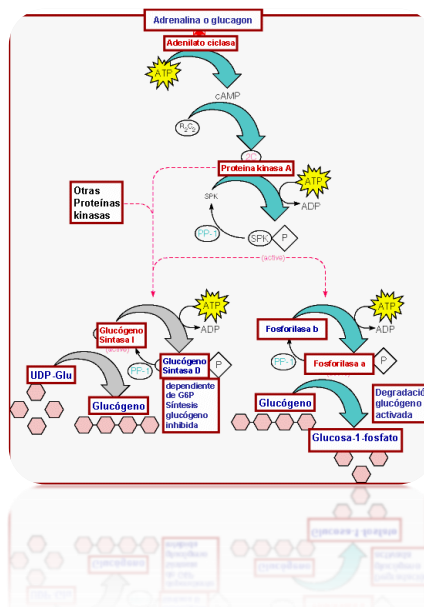 Adrenalina o glucagon
Adenilato ciclasa
ATP
cAMP
R2C2
2C
Proteína kinasa A
ATP
ADP
SPK
PP-1
SPK
P
(active)
Otras
Proteínas
kinasas
ATP
ADP
Glucógeno
Sintasa I
(active)
PP-1
Glucógeno
Sintasa D
P
dependiente
de G6P
Síntesis
glucógeno
inhibida
UDP-Glu
Glucógeno
ATP
ADP
Fosforilasa b
PP-1
Fosforilasa a
P
Glucógeno
Degradació
glucógeno
activada
Glucosa-1-fosfato